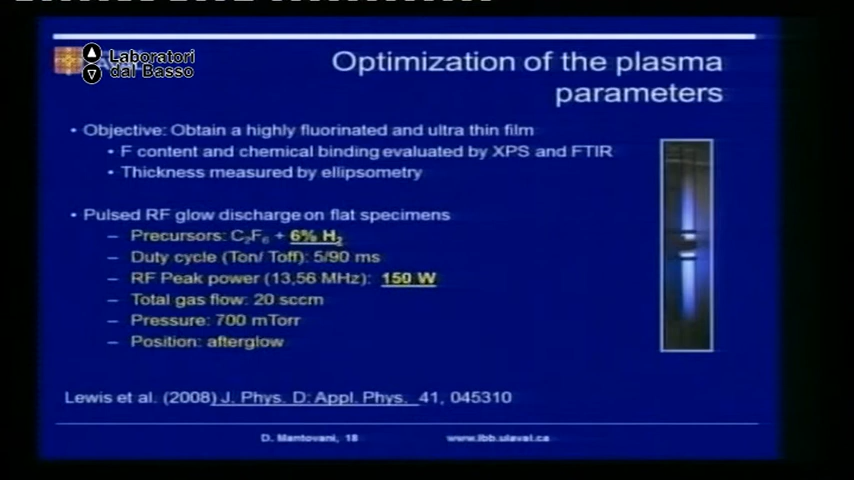 Laboratori
dal Basso
Optimization of the plasma
parameters
• Objective: Obtain a highly fluorinated and ultra thin film
• F content and chemical binding evaluated by XPS and FTIR
• Thickness measured by ellipsometry
• Pulsed RF glow discharge on flat specimens
– Precursors: C₂F₆ + 6% H₂
– Duty cycle (Ton/ Toff): 5/90 ms
– RF Peak power (13,56 MHz): 150 W
– Total gas flow: 20 sccm
– Pressure: 700 mTorr
– Position: afterglow
Lewis et al. (2008) J. Phys. D: Appl. Phys. 41, 045310
D. Mantovani, 18 www.lbb.ulaval.ca